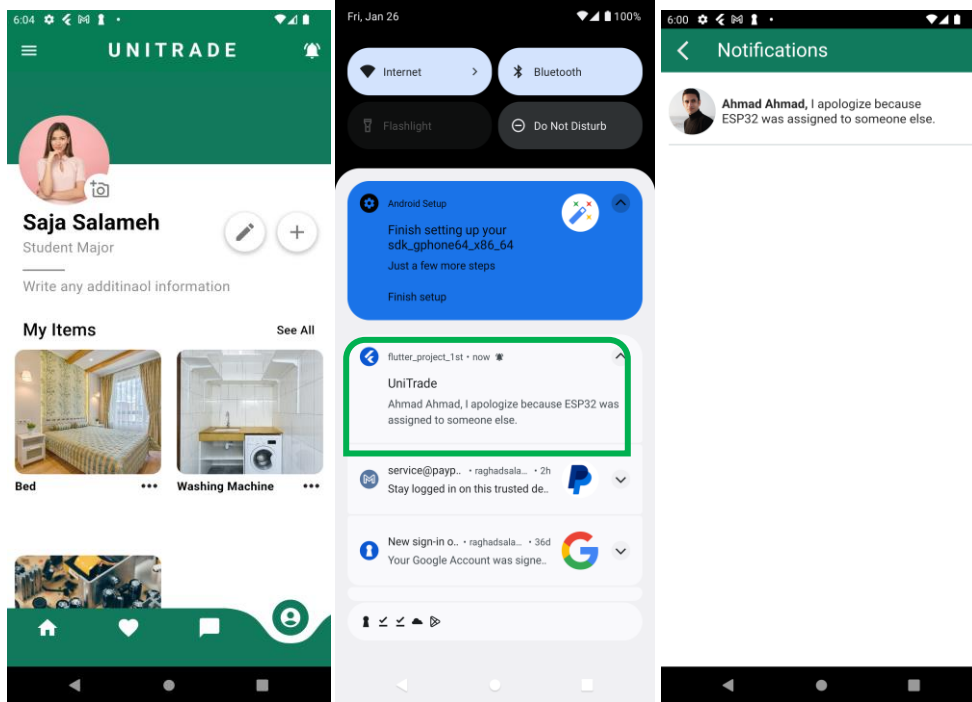 6:04
UNITRADE
Saja Salameh
Student Major
Write any additinaol information
My Items
See All
Bed
Washing Machine
Fri, Jan 26
100%
Internet
Bluetooth
Flashlight
Do Not Disturb
Android Setup
Finish setting up your
sdk_gphone64_x86_64
Just a few more steps
Finish setup
flutter_project_1st • now
UniTrade
Ahmad Ahmad, I apologize because ESP32 was
assigned to someone else.
service@payp.. • raghadsala… • 2h
Stay logged in on this trusted de..
New sign-in o.. • raghadsala… • 36d
Your Google Account was signe..
6:00
Notifications
Ahmad Ahmad, I apologize because
ESP32 was assigned to someone else.